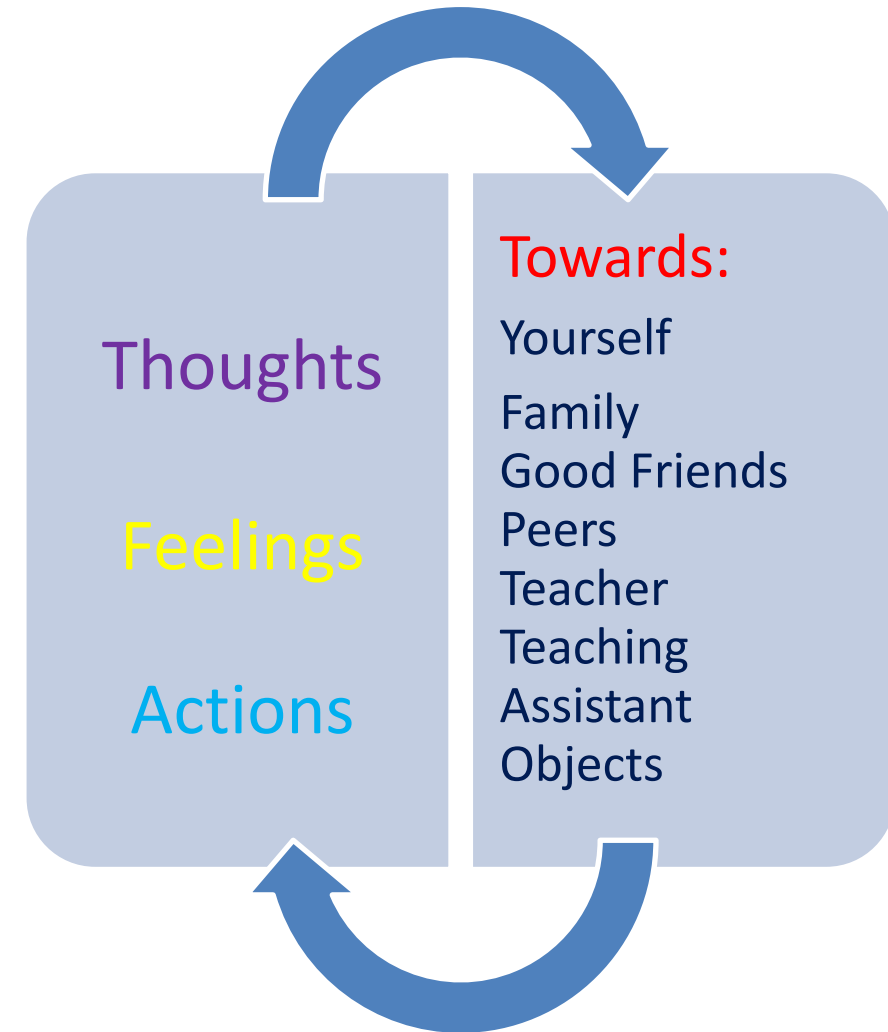 Thoughts
Feelings
Actions
Towards:
Yourself
Family
Good Friends
Peers
Teacher
Teaching
Assistant
Objects